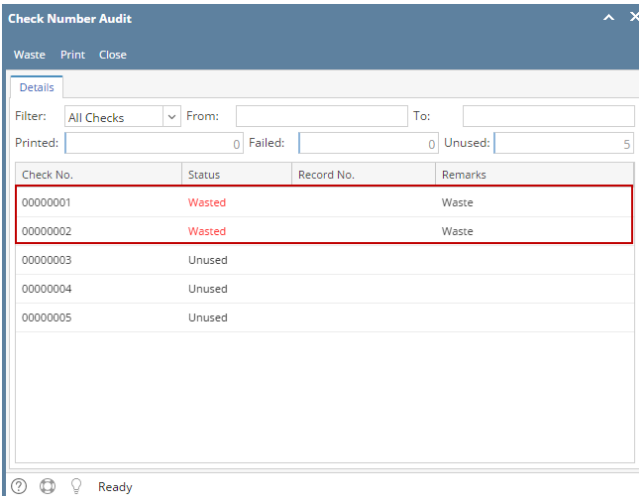 Check Number Audit
Waste Print Close
Details
Filter: All Checks From: To:
Printed: 0 Failed: 0 Unused: 5
Check No. Status Record No. Remarks
00000001 Wasted Waste
00000002 Wasted Waste
00000003 Unused
00000004 Unused
00000005 Unused
Ready